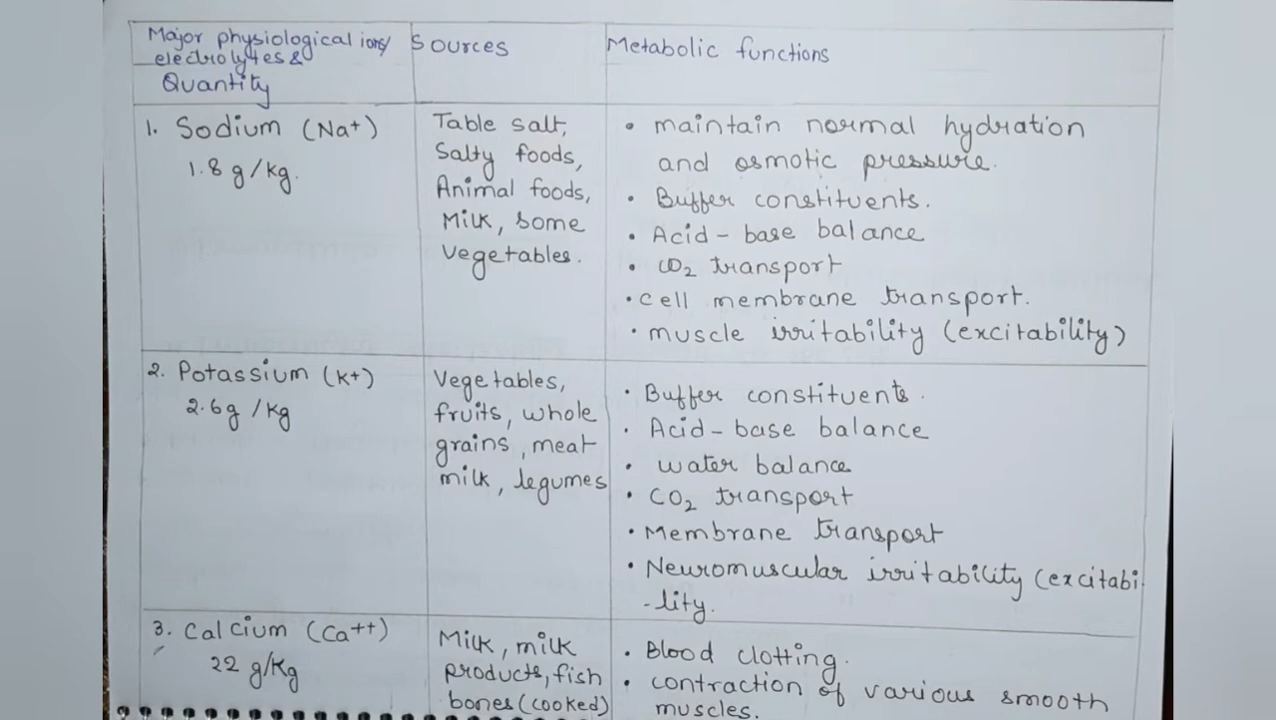 Major physiological ions/
electrolytes &
Quantity
Sources
Metabolic functions
1. Sodium (Na+)
1.8 g/kg.
Table salt,
Salty foods,
Animal foods,
Milk, some
vegetables.
• maintain normal hydration
and osmotic pressure.
• Buffer constituents.
• Acid - base balance
• CO2 transport
• cell membrane transport.
• muscle irritability (excitability)
2. Potassium (K+)
2.6g /kg
Vegetables,
fruits, whole
grains, meat
milk, legumes
• Buffer constituents.
• Acid-base balance
• water balance
• CO2 transport
• Membrane transport
• Neuromuscular irritability (excitabi
-lity.
3. Calcium (Ca++)
22 g/Kg
Milk, milk
products, fish
bones (cooked)
• Blood clotting.
• contraction of various smooth
muscles.